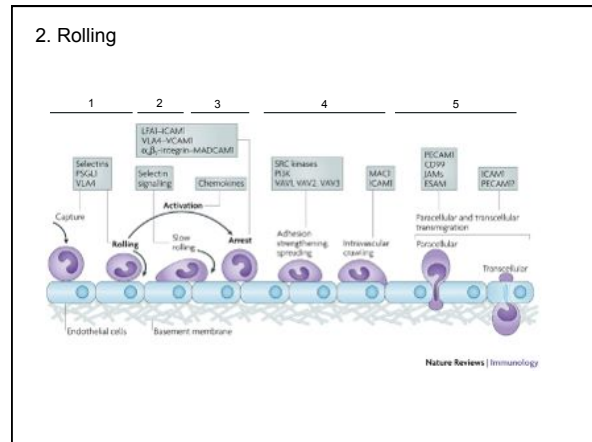 2. Rolling
1 2 3 4 5
LFA1–ICAM1
VLA4–VCAM1
α₄β₇-integrin–MADCAM1
Selectins
PSGL1
VLA4
Selectin
signalling
Chemokines
SRC kinases
PI3K
VAV1, VAV2, VAV3
MAC1
ICAM1
PECAM1
CD99
JAMs
ESAM
ICAM1
PECAM1?
Capture
Rolling
Activation
Slow
rolling
Arrest
Adhesion
strengthening,
spreading
Intravascular
crawling
Paracellular and transcellular
transmigration
Paracellular
Transcellular
Endothelial cells
Basement membrane
Nature Reviews | Immunology